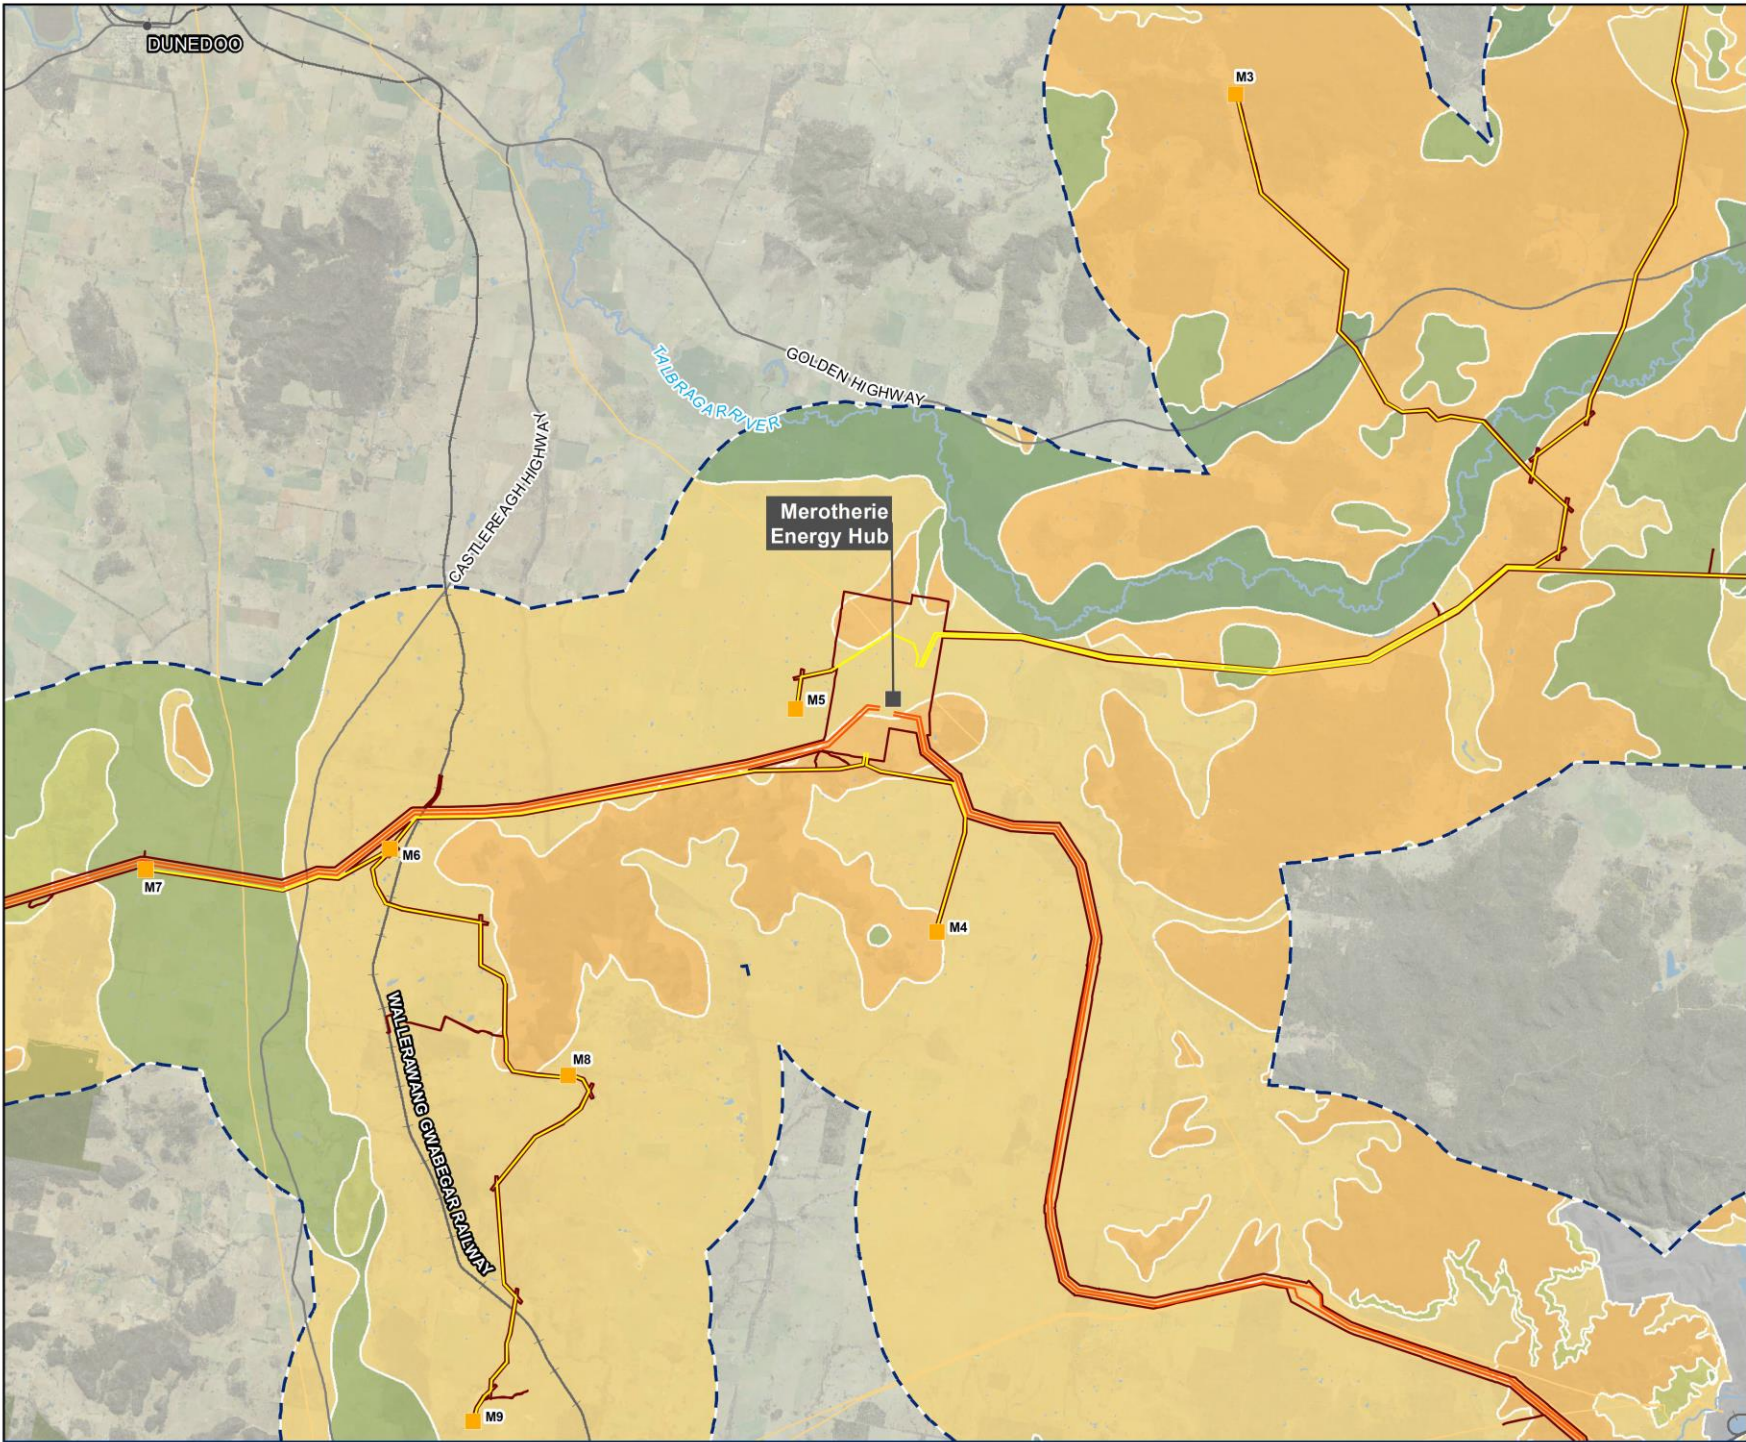 DUNEDOO
M3
GOLDEN HIGHWAY
TALBRAGAR RIVER
CASTLEREAGH HIGHWAY
Merotherie
Energy Hub
M5
M6
M7
M4
WALLERAWANG GWABEGAR RAILWAY
M8
M9